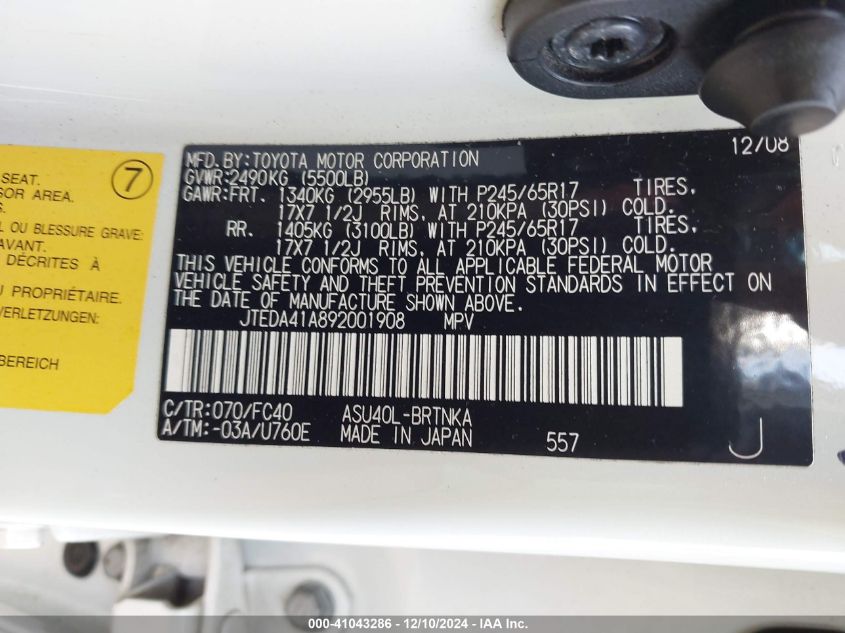 SEAT.
SOR AREA.
S.
L OU BLESSURE GRAVE:
AVANT.
DÉCRITES À
U PROPRIÉTAIRE.
VERLETZUNGEN:
BEREICH
7
12/08
MFD.BY:TOYOTA MOTOR CORPORATION
GVWR:2490KG (5500LB)
GAWR:FRT. 1340KG (2955LB) WITH P245/65R17 TIRES,
17X7 1/2J RIMS, AT 210KPA (30PSI) COLD.
RR. 1405KG (3100LB) WITH P245/65R17 TIRES,
17X7 1/2J RIMS, AT 210KPA (30PSI) COLD.
THIS VEHICLE CONFORMS TO ALL APPLICABLE FEDERAL MOTOR
VEHICLE SAFETY AND THEFT PREVENTION STANDARDS IN EFFECT ON
THE DATE OF MANUFACTURE SHOWN ABOVE.
JTEDA41A892001908 MPV
C/TR:070/FC40 ASU40L-BRTNKA
A/TM:-03A/U760E MADE IN JAPAN 557 J
000-41043286 - 12/10/2024 - IAA Inc.